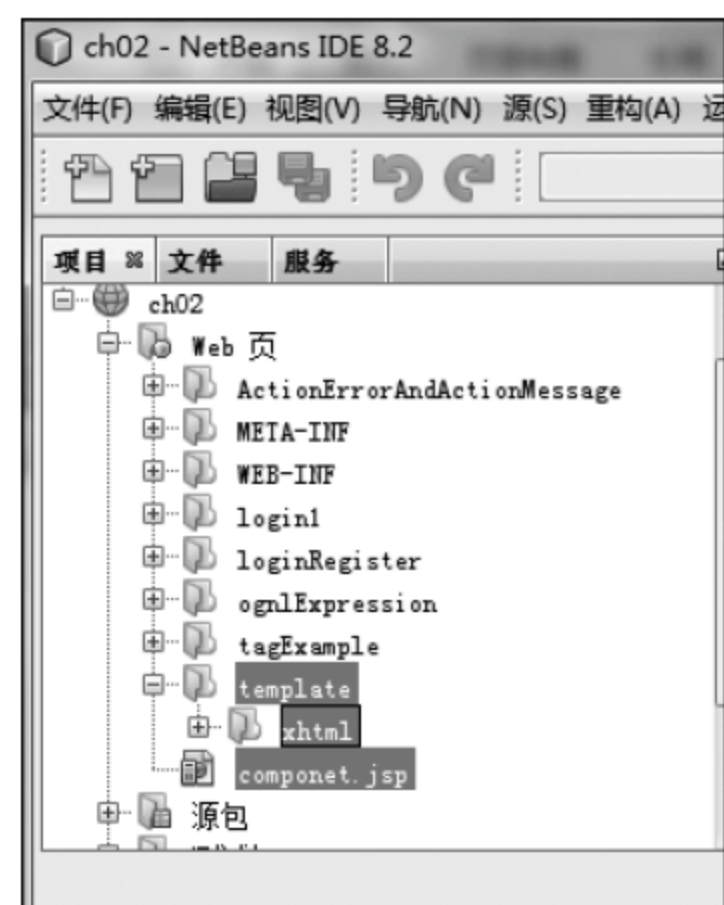 ch02 - NetBeans IDE 8.2
文件(F) 编辑(E) 视图(V) 导航(N) 源(S) 重构(A)
项目 文件 服务
ch02
Web 页
ActionErrorAndActionMessage
META-INF
WEB-INF
login1
loginRegister
ognlExpression
tagExample
template
xhtml
componet.jsp
源包